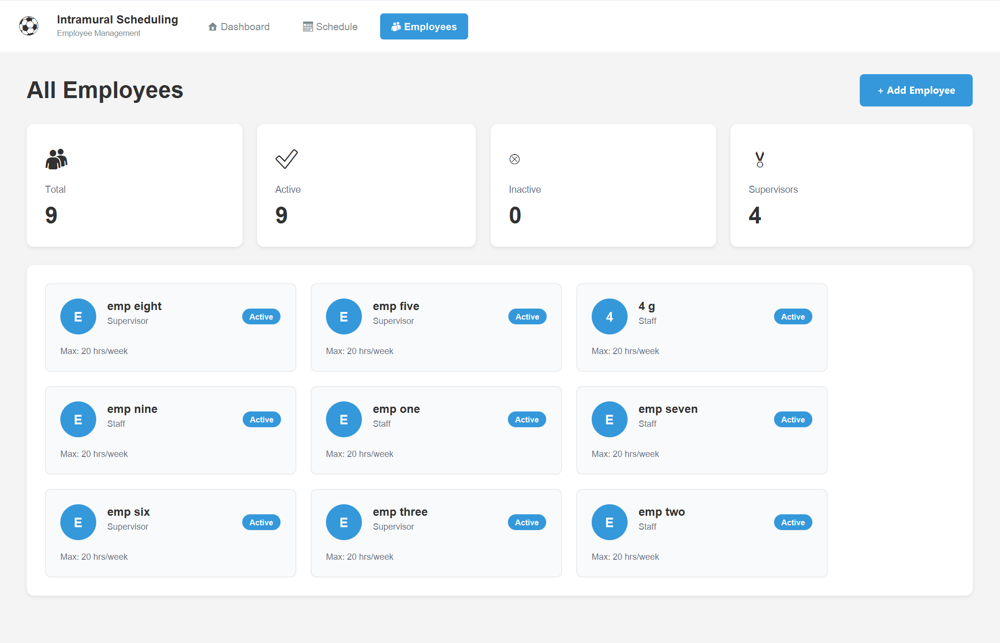 Intramural Scheduling
Employee Management
Dashboard
Schedule
Employees
All Employees
+ Add Employee
Total
9
Active
9
Inactive
0
Supervisors
4
E
emp eight
Supervisor
Active
Max: 20 hrs/week
E
emp five
Supervisor
Active
Max: 20 hrs/week
4
4 g
Staff
Active
Max: 20 hrs/week
E
emp nine
Staff
Active
Max: 20 hrs/week
E
emp one
Staff
Active
Max: 20 hrs/week
E
emp seven
Staff
Active
Max: 20 hrs/week
E
emp six
Supervisor
Active
Max: 20 hrs/week
E
emp three
Supervisor
Active
Max: 20 hrs/week
E
emp two
Staff
Active
Max: 20 hrs/week